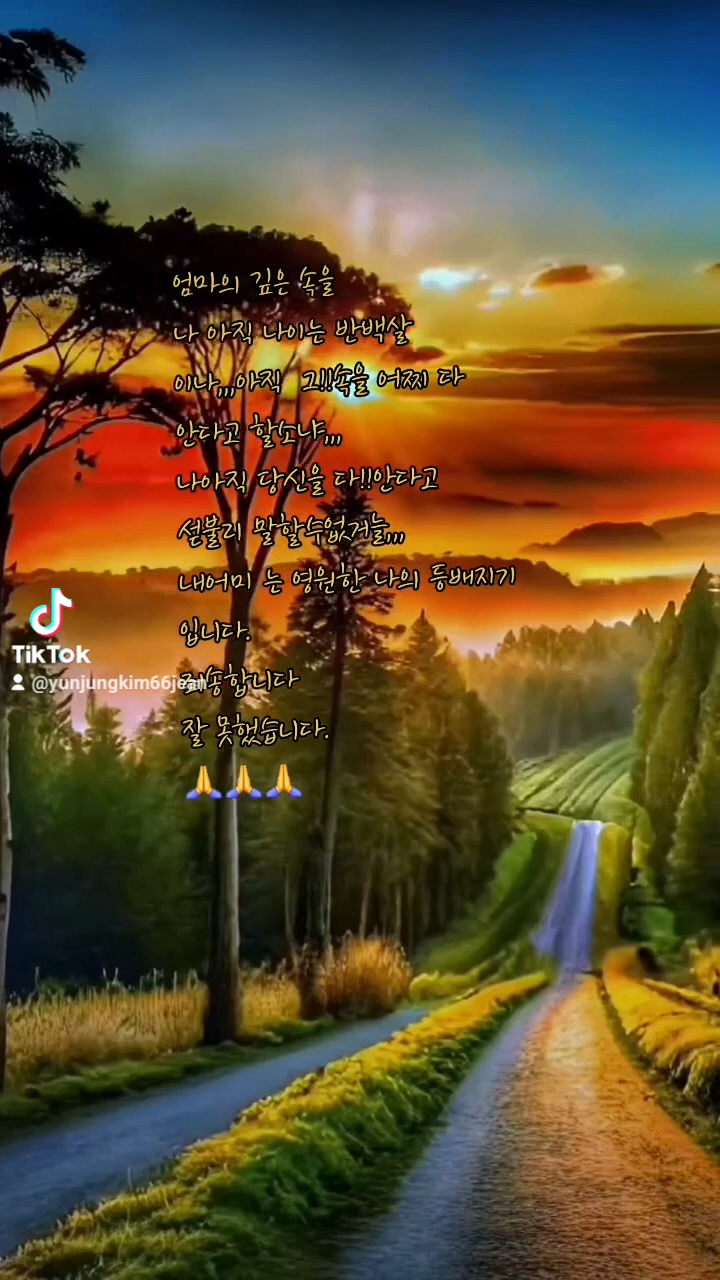 엄마의 깊은 속을
나 아직 나이는 반백살
이나,,,아직 그!!속을 어찌 다
안다고 할소냐,,,
나아직 당신을 다!!안다고
섣불리 말할수없거늘,,,
내어미 는 영원한 나의 등배지기
입니다.
TikTok
@yunjungkim66jean
죄송합니다
잘 못했습니다.
🙏🙏🙏